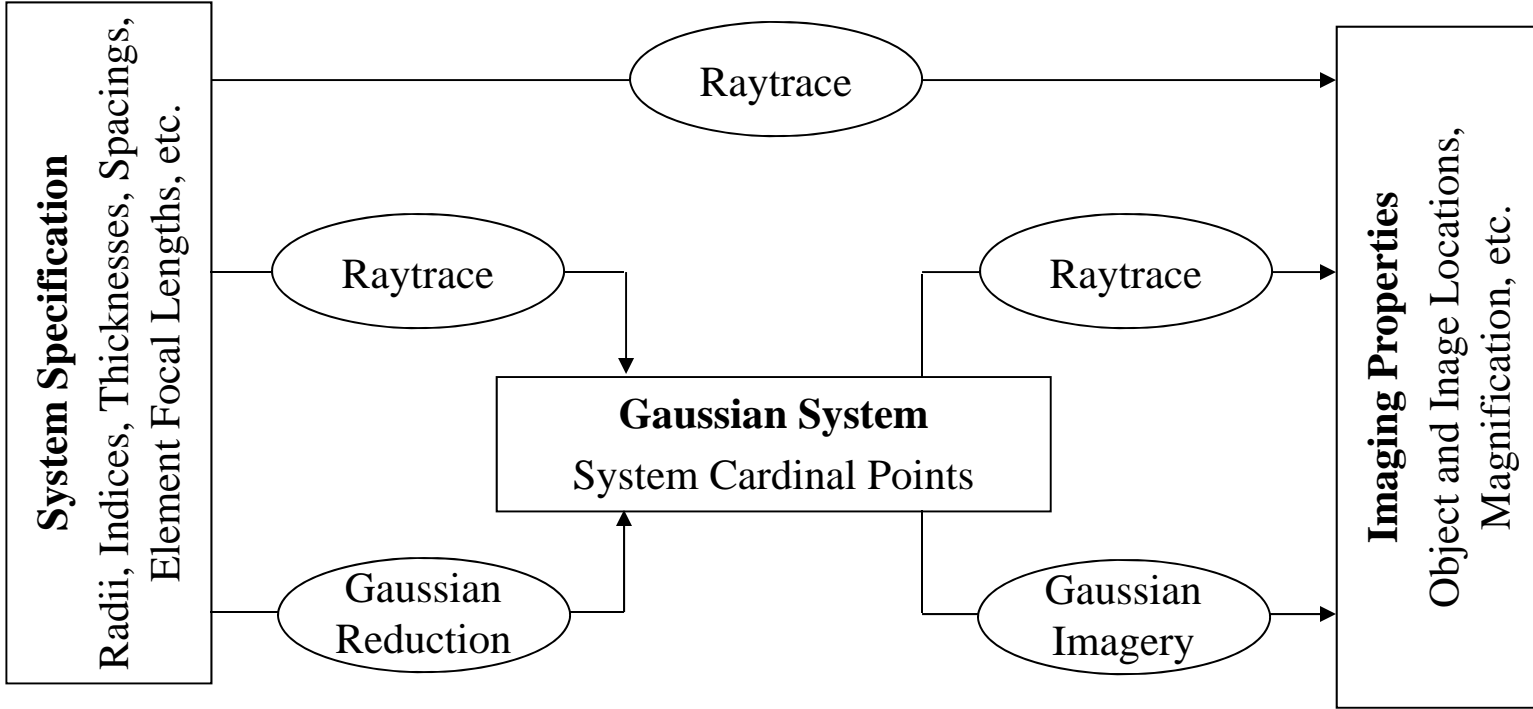 System Specification
Radii, Indices, Thicknesses, Spacings,
Element Focal Lengths, etc.
Raytrace
Raytrace
Raytrace
Gaussian System
System Cardinal Points
Gaussian
Reduction
Gaussian
Imagery
Imaging Properties
Object and Inage Locations,
Magnification, etc.